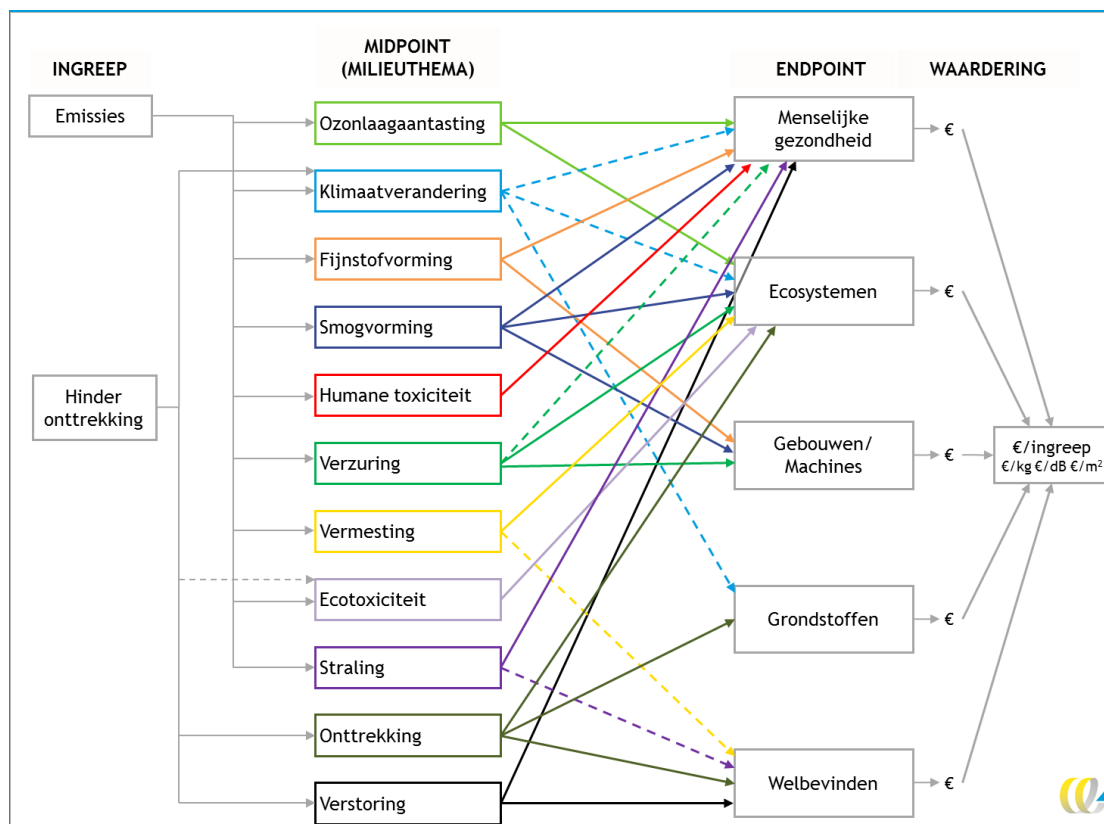 INGREEP
MIDPOINT
(MILIEUTHEMA)
ENDPOINT
WAARDERING
Emissies
Hinder
onttrekking
Ozonlaagaantasting
Klimaatverandering
Fijnstofvorming
Smogvorming
Humane toxiciteit
Verzuring
Vermesting
Ecotoxiciteit
Straling
Onttrekking
Verstoring
Menselijke
gezondheid
Ecosystemen
Gebouwen/
Machines
Grondstoffen
Welbevinden
€
€
€
€
€
€/ingreep
€/kg €/dB €/m²